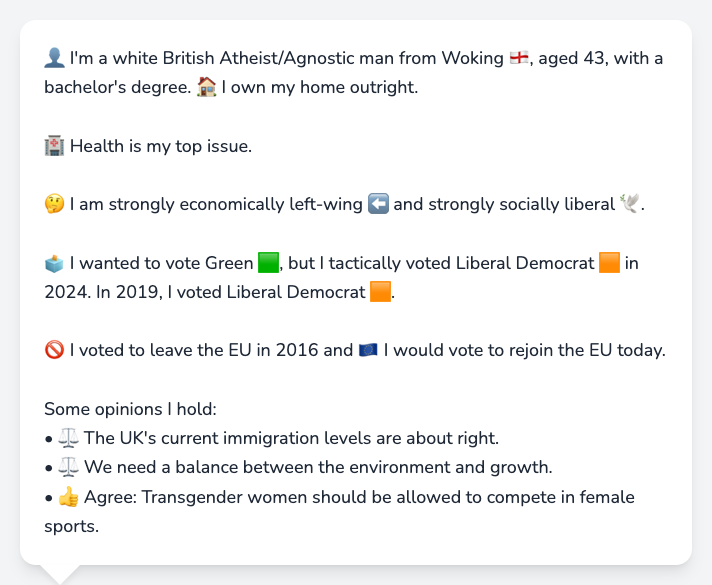 👤 I'm a white British Atheist/Agnostic man from Woking 🏴󠁧󠁢󠁥󠁮󠁧󠁿, aged 43, with a
bachelor's degree. 🏠 I own my home outright.
🏥 Health is my top issue.
🤔 I am strongly economically left-wing ⬅️ and strongly socially liberal 🕊️.
🗳️ I wanted to vote Green 🟩, but I tactically voted Liberal Democrat 🟧 in
2024. In 2019, I voted Liberal Democrat 🟧.
🚫 I voted to leave the EU in 2016 and 🇪🇺 I would vote to rejoin the EU today.
Some opinions I hold:
• ⚖️ The UK's current immigration levels are about right.
• ⚖️ We need a balance between the environment and growth.
• 👍 Agree: Transgender women should be allowed to compete in female
sports.